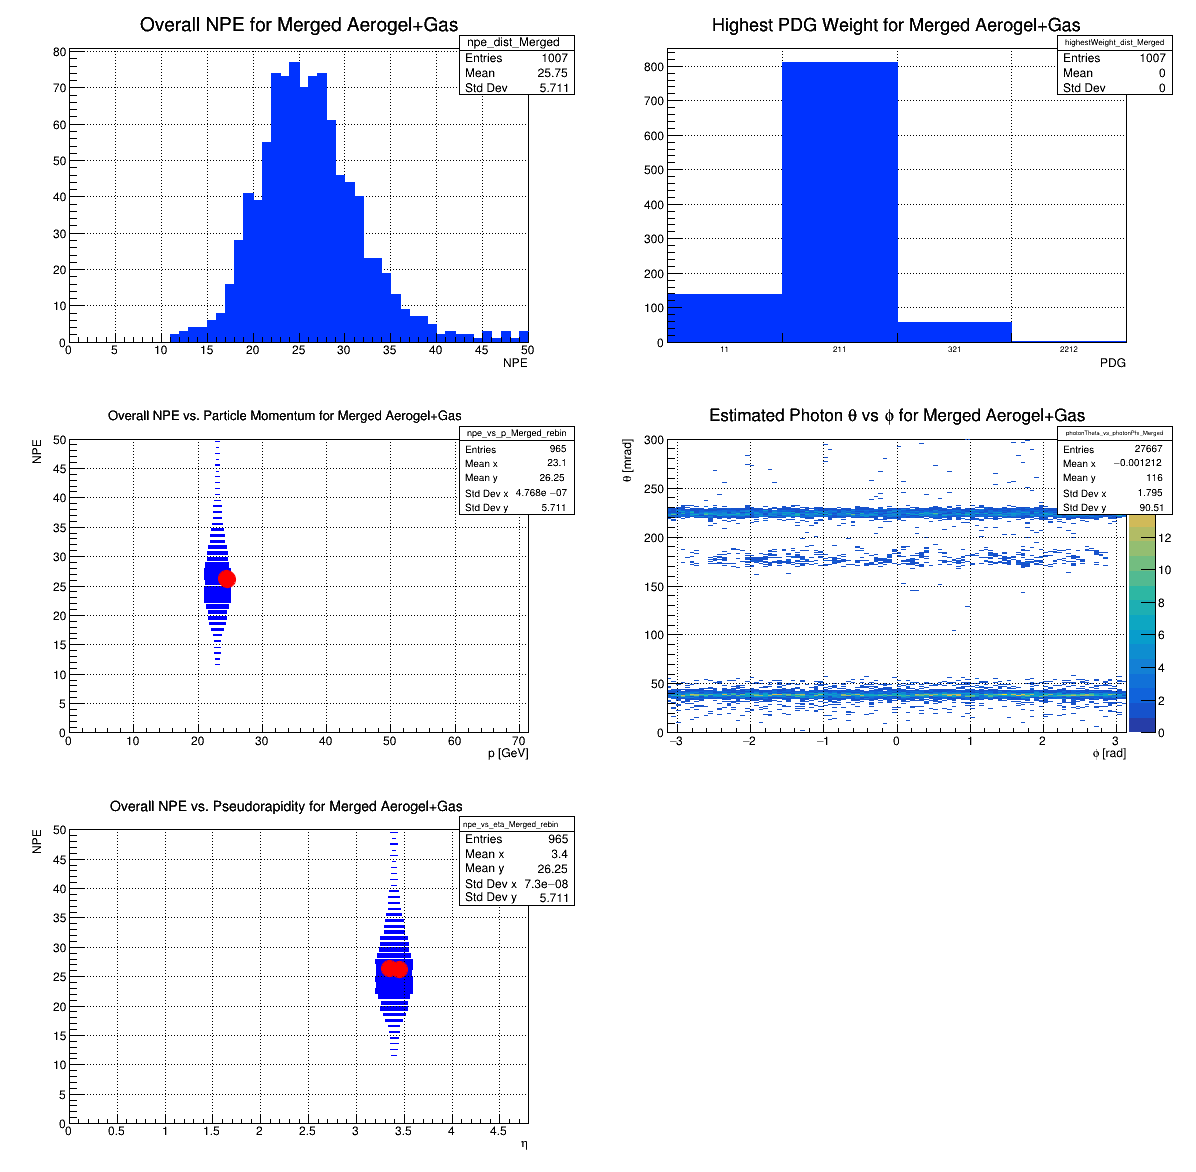 Overall NPE for Merged Aerogel+Gas
npe_dist_Merged
Entries 1007
Mean 25.75
Std Dev 5.711
80
70
60
50
40
30
20
10
0
0 5 10 15 20 25 30 35 40 45 50
NPE
Highest PDG Weight for Merged Aerogel+Gas
highestWeight_dist_Merged
Entries 1007
Mean 0
Std Dev 0
800
700
600
500
400
300
200
100
0
11 211 321 2212
PDG
Overall NPE vs. Particle Momentum for Merged Aerogel+Gas
npe_vs_p_Merged_rebin
Entries 965
Mean x 23.1
Mean y 26.25
Std Dev x 4.768e −07
Std Dev y 5.711
NPE
50
45
40
35
30
25
20
15
10
5
0
0 10 20 30 40 50 60 70
p [GeV]
Estimated Photon θ vs ϕ for Merged Aerogel+Gas
photonTheta_vs_photonPhi_Merged
Entries 27667
Mean x −0.001212
Mean y 116
Std Dev x 1.795
Std Dev y 90.51
θ [mrad]
300
250
200
150
100
50
0
−3 −2 −1 0 1 2 3
ϕ [rad]
12
10
8
6
4
2
0
Overall NPE vs. Pseudorapidity for Merged Aerogel+Gas
npe_vs_eta_Merged_rebin
Entries 965
Mean x 3.4
Mean y 26.25
Std Dev x 7.3e−08
Std Dev y 5.711
NPE
50
45
40
35
30
25
20
15
10
5
0
0 0.5 1 1.5 2 2.5 3 3.5 4 4.5
η